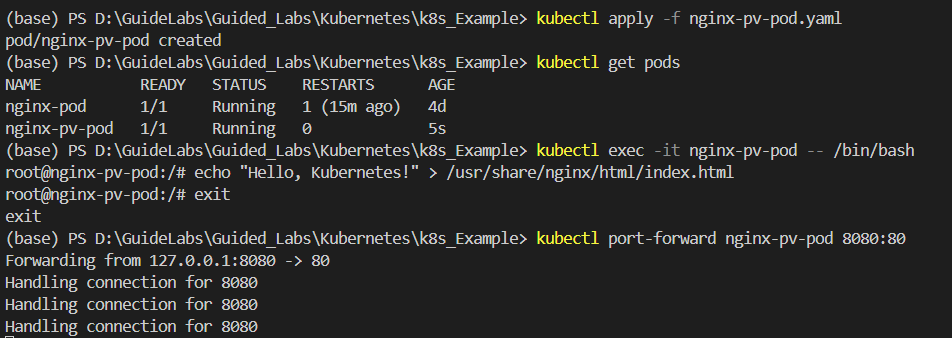 (base) PS D:\GuideLabs\Guided_Labs\Kubernetes\k8s_Example> kubectl apply -f nginx-pv-pod.yaml
pod/nginx-pv-pod created
(base) PS D:\GuideLabs\Guided_Labs\Kubernetes\k8s_Example> kubectl get pods
NAME           READY   STATUS    RESTARTS      AGE
nginx-pod      1/1     Running   1 (15m ago)   4d
nginx-pv-pod   1/1     Running   0             5s
(base) PS D:\GuideLabs\Guided_Labs\Kubernetes\k8s_Example> kubectl exec -it nginx-pv-pod -- /bin/bash
root@nginx-pv-pod:/# echo "Hello, Kubernetes!" > /usr/share/nginx/html/index.html
root@nginx-pv-pod:/# exit
exit
(base) PS D:\GuideLabs\Guided_Labs\Kubernetes\k8s_Example> kubectl port-forward nginx-pv-pod 8080:80
Forwarding from 127.0.0.1:8080 -> 80
Handling connection for 8080
Handling connection for 8080
Handling connection for 8080